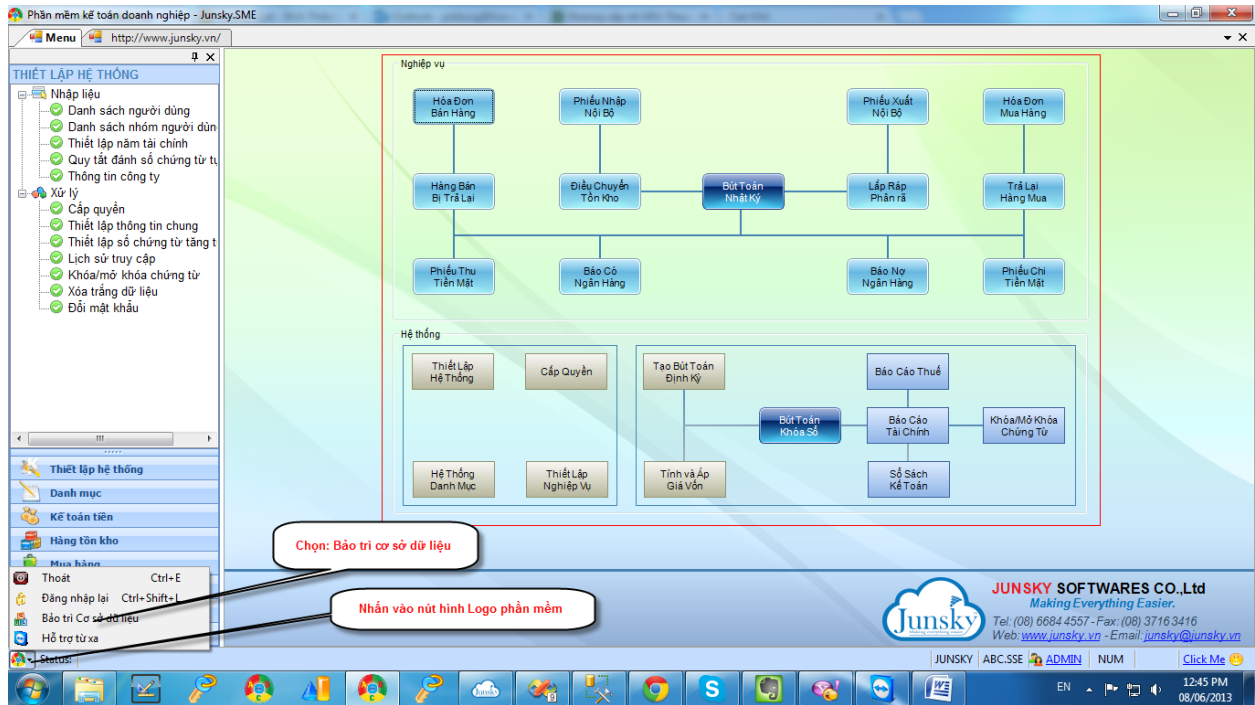 Phần mềm kế toán doanh nghiệp - Junsky.SME
Menu
http://www.junsky.vn/
THIẾT LẬP HỆ THỐNG
Nhập liệu
Danh sách người dùng
Danh sách nhóm người dùn
Thiết lập năm tài chính
Quy tắt đánh số chứng từ tự
Thông tin công ty
Xử lý
Cấp quyền
Thiết lập thông tin chung
Thiết lập số chứng từ tăng t
Lịch sử truy cập
Khóa/mở khóa chứng từ
Xóa trắng dữ liệu
Đổi mật khẩu
Thiết lập hệ thống
Danh mục
Kế toán tiền
Hàng tồn kho
Mua hàng
Thoát Ctrl+E
Đăng nhập lại Ctrl+Shift+L
Bảo trì Cơ sở dữ liệu
Hỗ trợ từ xa
Status:
Nghiệp vụ
Hóa Đơn
Bán Hàng
Phiếu Nhập
Nội Bộ
Phiếu Xuất
Nội Bộ
Hóa Đơn
Mua Hàng
Hàng Bán
Bị Trả Lại
Điều Chuyển
Tồn Kho
Bút Toán
Nhật Ký
Lắp Ráp
Phân rã
Trả Lại
Hàng Mua
Phiếu Thu
Tiền Mặt
Báo Có
Ngân Hàng
Báo Nợ
Ngân Hàng
Phiếu Chi
Tiền Mặt
Hệ thống
Thiết Lập
Hệ Thống
Cấp Quyền
Tạo Bút Toán
Định Kỳ
Báo Cáo Thuế
Bút Toán
Khóa Sổ
Báo Cáo
Tài Chính
Khóa/Mở Khóa
Chứng Từ
Hệ Thống
Danh Mục
Thiết Lập
Nghiệp Vụ
Tính và Áp
Giá Vốn
Sổ Sách
Kế Toán
Chọn: Bảo trì cơ sở dữ liệu
Nhấn vào nút hình Logo phần mềm
Junsky
JUNSKY SOFTWARES CO.,Ltd
Making Everything Easier.
Tel: (08) 6684 4557 - Fax: (08) 3716 3416
Web: www.junsky.vn - Email: junsky@junsky.vn
JUNSKY
ABC.SSE
ADMIN
NUM
Click Me
EN
12:45 PM
08/06/2013